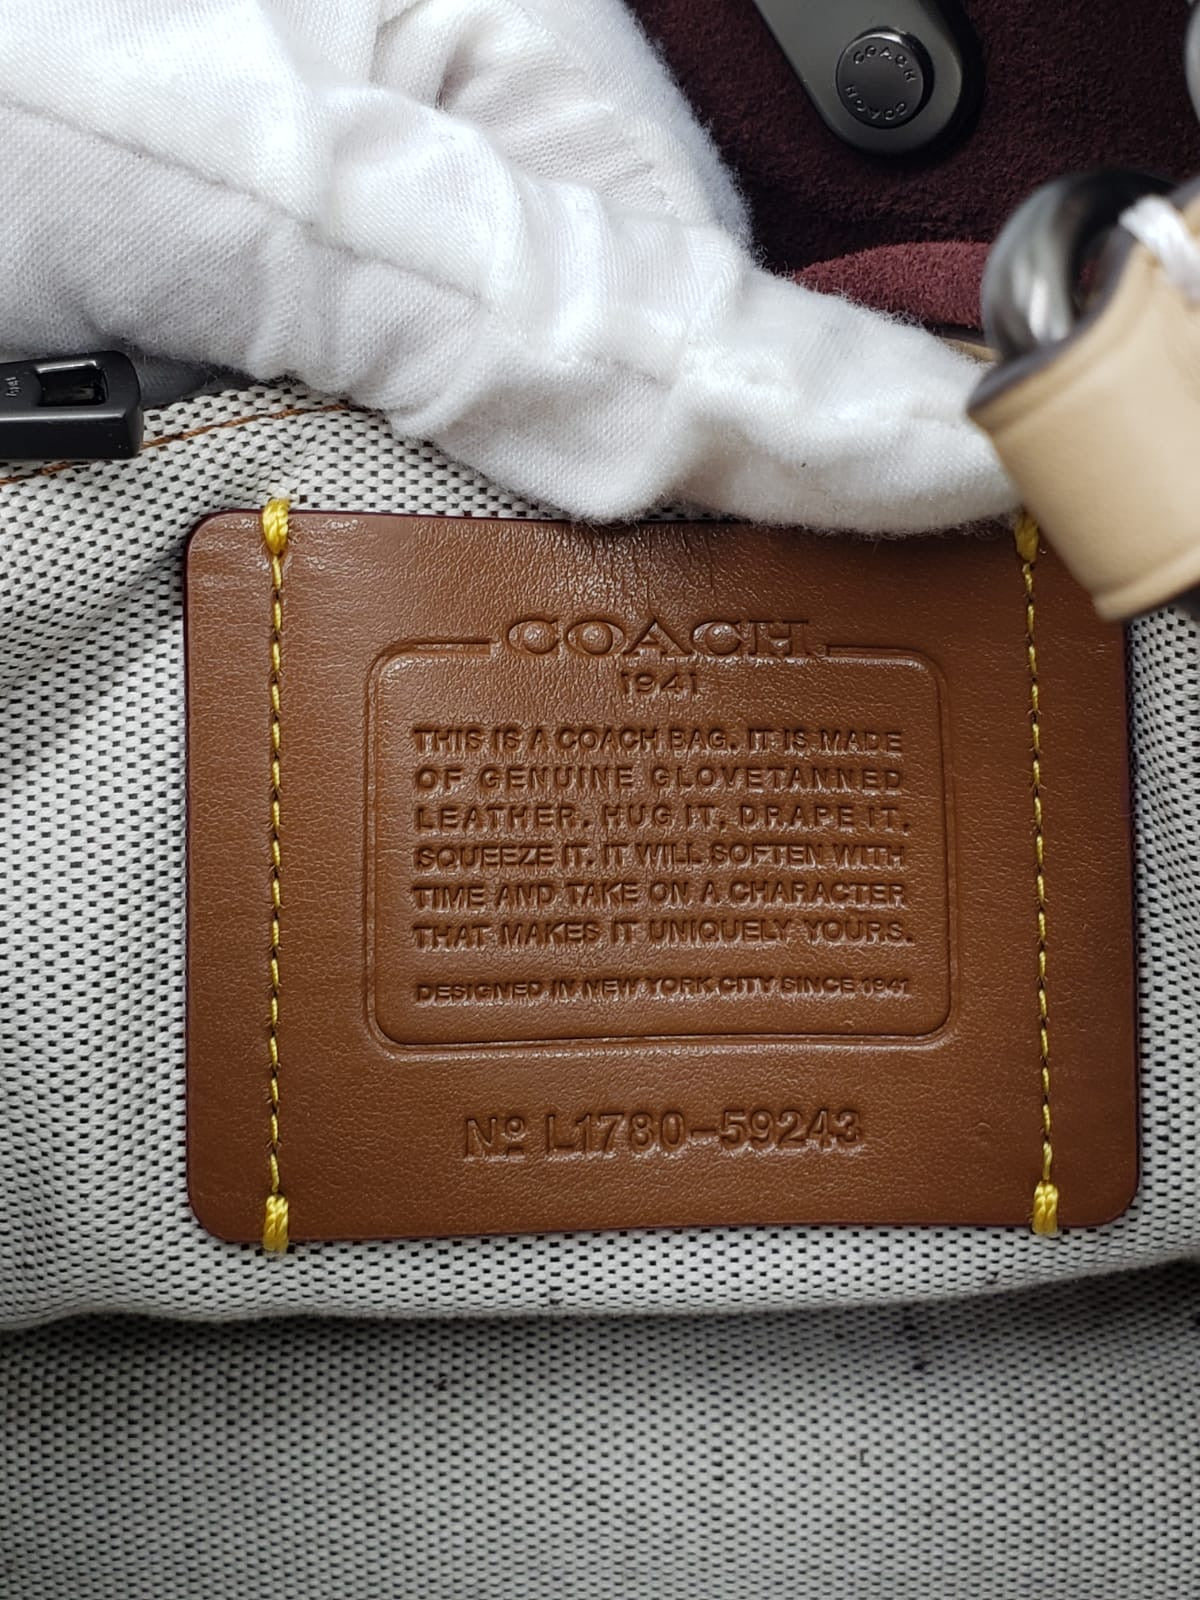 COACH
COACH
COACH
1941
THIS IS A COACH BAG. IT IS MADE
OF GENUINE GLOVETANNED
LEATHER. HUG IT, DRAPE IT,
SQUEEZE IT. IT WILL SOFTEN WITH
TIME AND TAKE ON A CHARACTER
THAT MAKES IT UNIQUELY YOURS.
DESIGNED IN NEW YORK CITY SINCE 1941
Nº L1780-59243